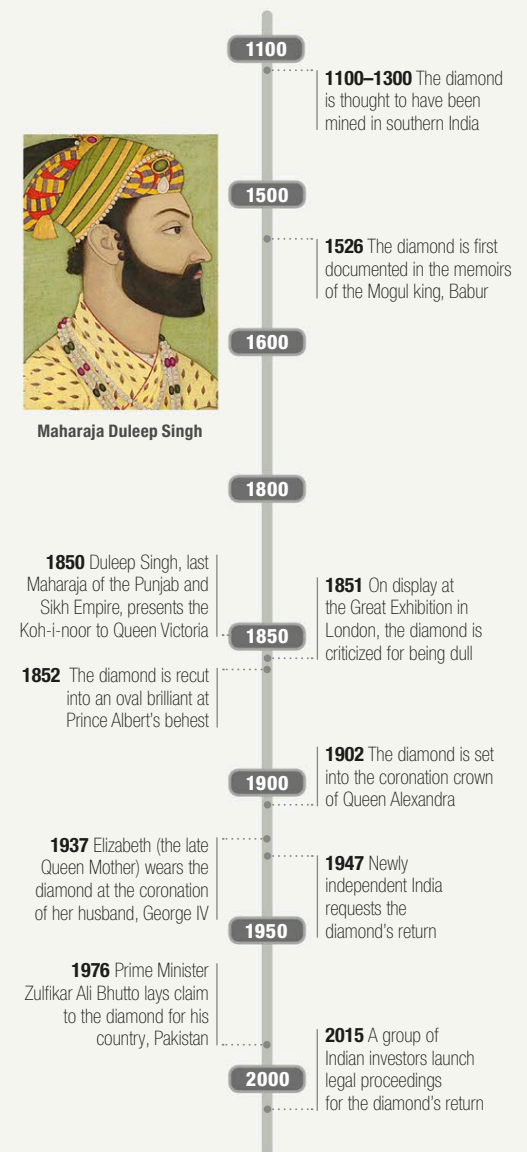 1100
1100–1300 The diamond
is thought to have been
mined in southern India
1500
1526 The diamond is first
documented in the memoirs
of the Mogul king, Babur
1600
Maharaja Duleep Singh
1800
1850 Duleep Singh, last
Maharaja of the Punjab and
Sikh Empire, presents the
Koh-i-noor to Queen Victoria
1850
1851 On display at
the Great Exhibition in
London, the diamond is
criticized for being dull
1852 The diamond is recut
into an oval brilliant at
Prince Albert’s behest
1900
1902 The diamond is set
into the coronation crown
of Queen Alexandra
1937 Elizabeth (the late
Queen Mother) wears the
diamond at the coronation
of her husband, George IV
1947 Newly
independent India
requests the
diamond’s return
1950
1976 Prime Minister
Zulfikar Ali Bhutto lays claim
to the diamond for his
country, Pakistan
2000
2015 A group of
Indian investors launch
legal proceedings
for the diamond’s return